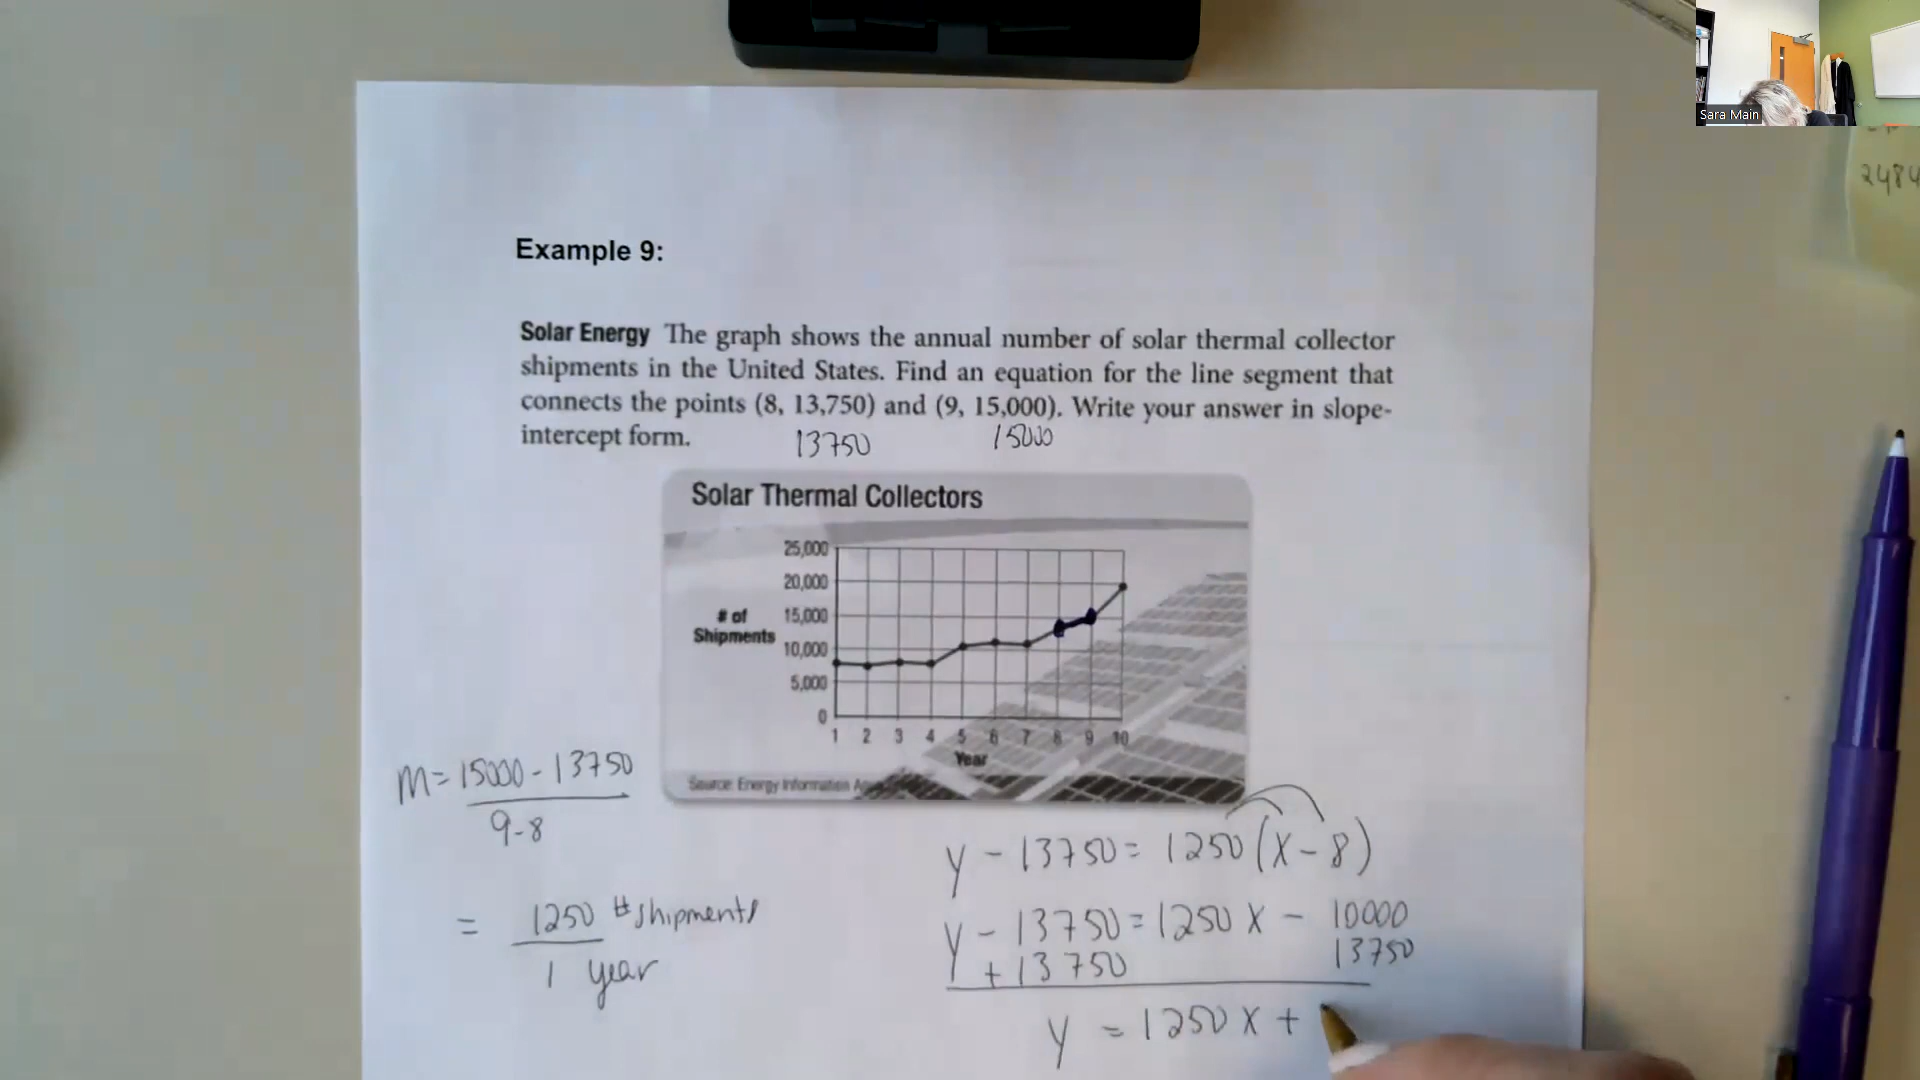 Sara Main
2484
Example 9:
Solar Energy The graph shows the annual number of solar thermal collector
shipments in the United States. Find an equation for the line segment that
connects the points (8, 13,750) and (9, 15,000). Write your answer in slope-
intercept form.
13750 15000
Solar Thermal Collectors
25,000
20,000
15,000
10,000
5,000
0
# of
Shipments
1 2 3 4 5 6 7 8 9 10
Year
Source: Energy Information
m = 15000 - 13750
9-8
= 1250 # shipments
1 year
y - 13750 = 1250 (x - 8)
y - 13750 = 1250 x - 10000
+ 13750 13750
y = 1250 x +